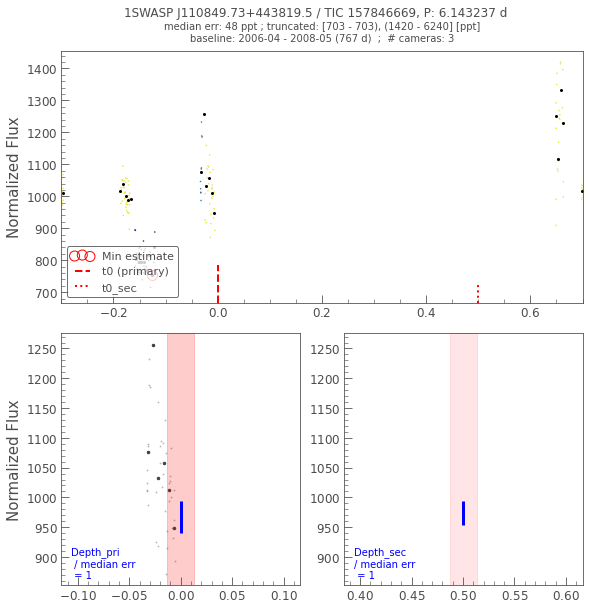 1SWASP J110849.73+443819.5 / TIC 157846669, P: 6.143237 d
median err: 48 ppt ; truncated: [703 - 703), (1420 - 6240] [ppt]
baseline: 2006-04 - 2008-05 (767 d)  ;  # cameras: 3
Normalized Flux
1400
1300
1200
1100
1000
900
800
700
Min estimate
t0 (primary)
t0_sec
−0.2 0.0 0.2 0.4 0.6
Normalized Flux
1250
1200
1150
1100
1050
1000
950
900
Depth_pri
/ median err
= 1
−0.10 −0.05 0.00 0.05 0.10
1250
1200
1150
1100
1050
1000
950
900
Depth_sec
/ median err
= 1
0.40 0.45 0.50 0.55 0.60